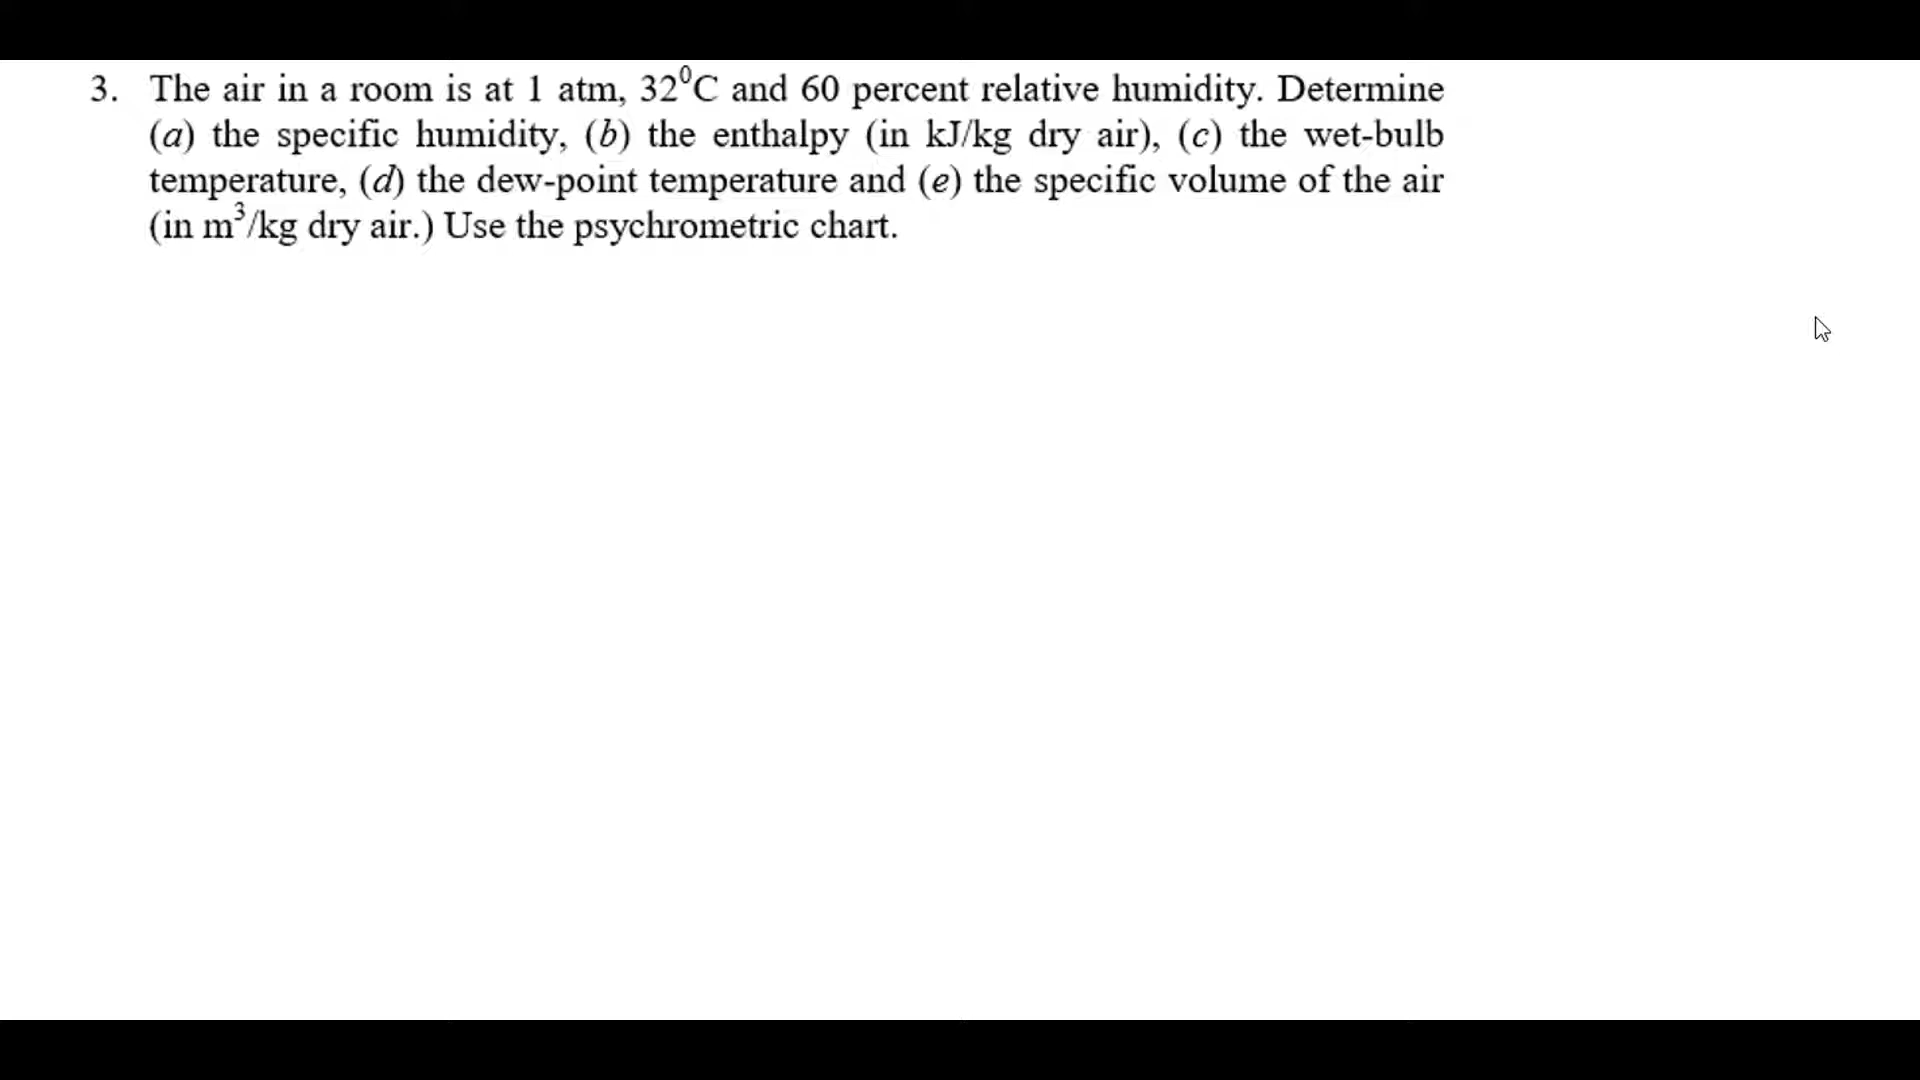 3. The air in a room is at 1 atm, 32⁰C and 60 percent relative humidity. Determine
(a) the specific humidity, (b) the enthalpy (in kJ/kg dry air), (c) the wet-bulb
temperature, (d) the dew-point temperature and (e) the specific volume of the air
(in m³/kg dry air.) Use the psychrometric chart.